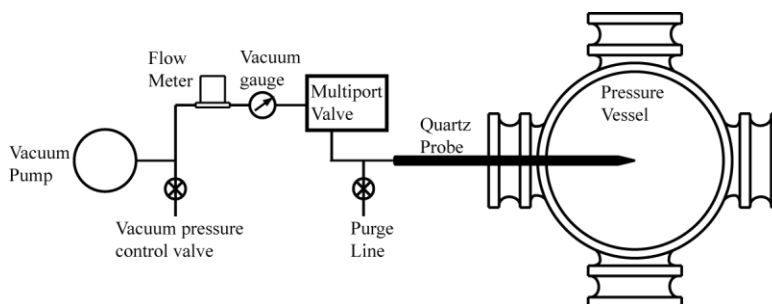 Flow
Meter
Vacuum
gauge
Multiport
Valve
Pressure
Vessel
Quartz
Probe
Vacuum
Pump
Vacuum pressure
control valve
Purge
Line